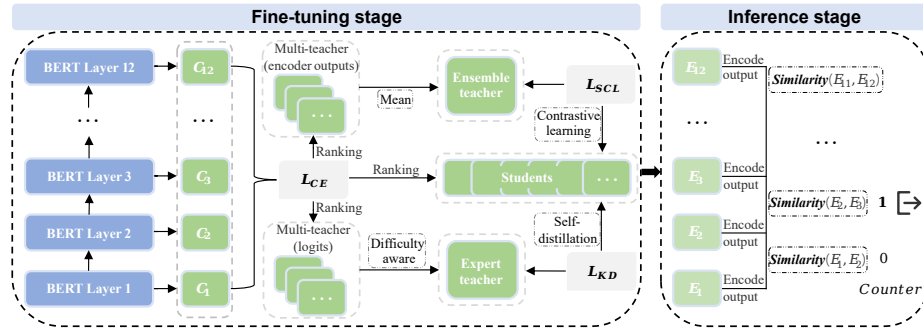 Fine-tuning stage
Inference stage
BERT Layer 12
...
BERT Layer 3
BERT Layer 2
BERT Layer 1
C12
...
C3
C2
C1
Multi-teacher
(encoder outputs)
...
Ranking
L_CE
Ranking
Ranking
Multi-teacher
(logits)
...
Mean
Difficulty
aware
Ensemble
teacher
L_SCL
Contrastive
learning
Students
...
Self-
distillation
Expert
teacher
L_KD
E12
...
E3
E2
E1
Encode
output
Encode
output
Encode
output
Encode
output
Similarity(E11, E12)
...
Similarity(E2, E3) 1
Similarity(E1, E2) 0
Counter